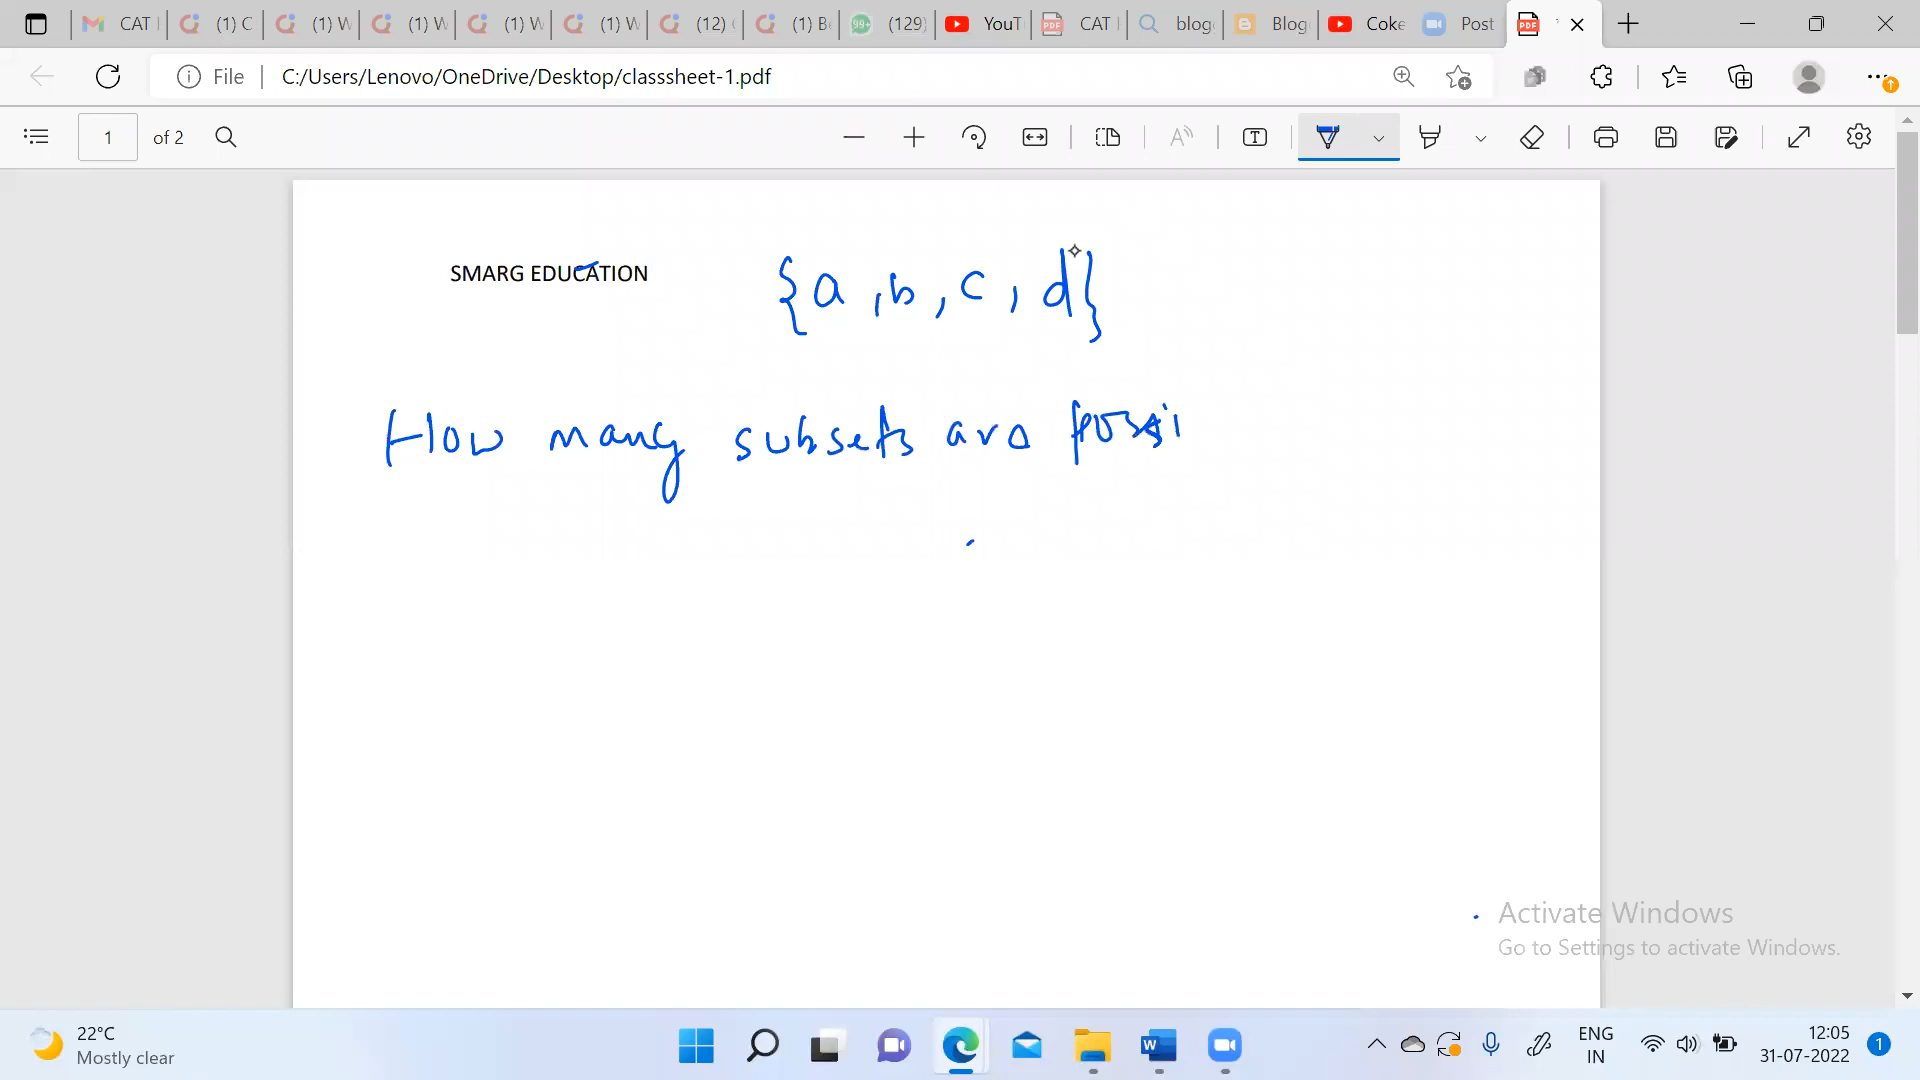 CAT (1) C (1) W (1) W (1) W (1) W (12) (1) Be (129) YouT CAT blog Blog Coke Post
File C:/Users/Lenovo/OneDrive/Desktop/classsheet-1.pdf
1 of 2
SMARG EDUCATION {a, b, c, d}
How many subsets are possi
Activate Windows
Go to Settings to activate Windows.
22°C
Mostly clear
ENG
IN
12:05
31-07-2022
1